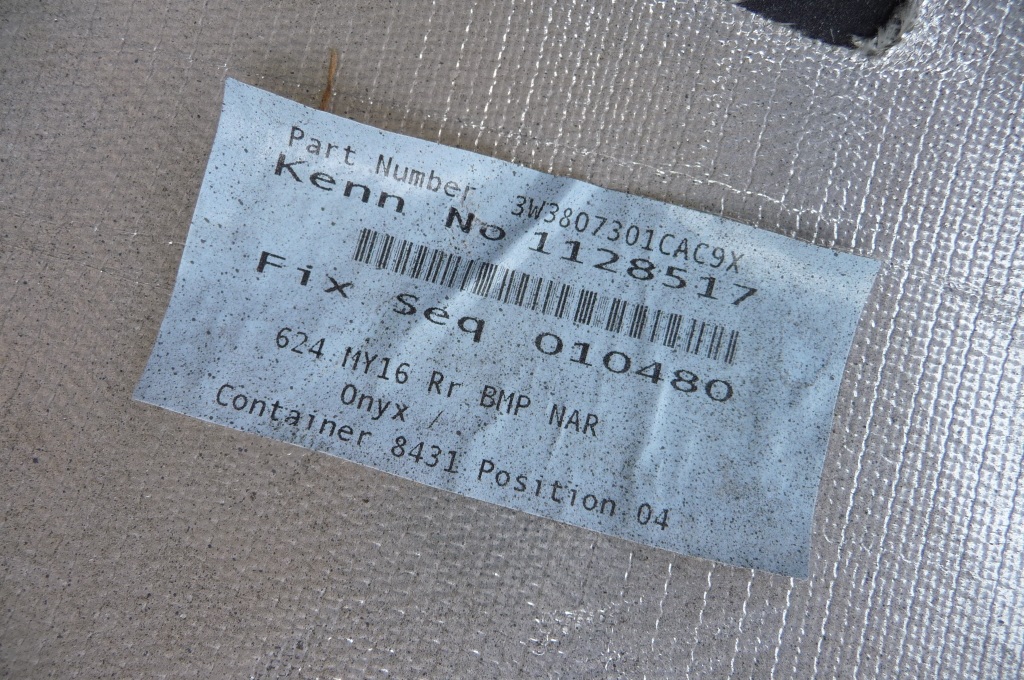 Part Number 3W3807301CAC9X
Kenn No 1128517
Fix Seq 010480
624 MY16 Rr BMP NAR
Onyx / .
Container 8431 Position 04